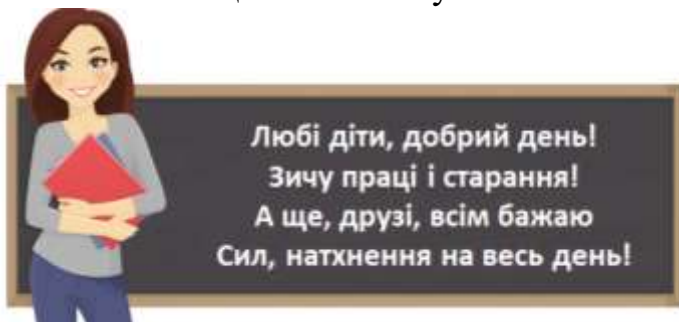 Любі діти, добрий день!
Зичу праці і старання!
А ще, друзі, всім бажаю
Сил, натхнення на весь день!